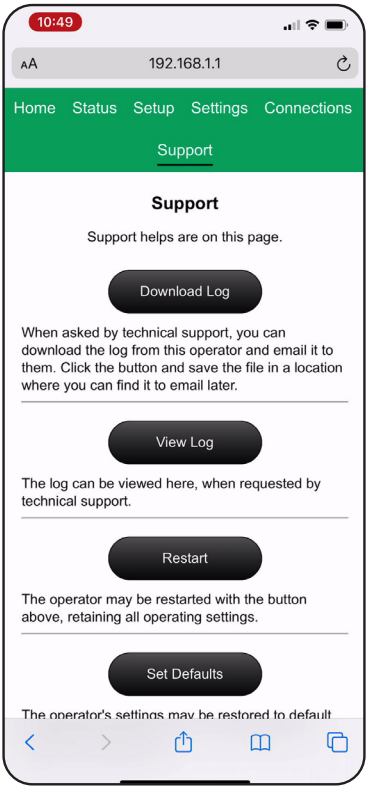 10:49
AA 192.168.1.1
Home Status Setup Settings Connections
Support
Support
Support helps are on this page.
Download Log
When asked by technical support, you can
download the log from this operator and email it to
them. Click the button and save the file in a location
where you can find it to email later.
View Log
The log can be viewed here, when requested by
technical support.
Restart
The operator may be restarted with the button
above, retaining all operating settings.
Set Defaults
The operator's settings may be restored to default